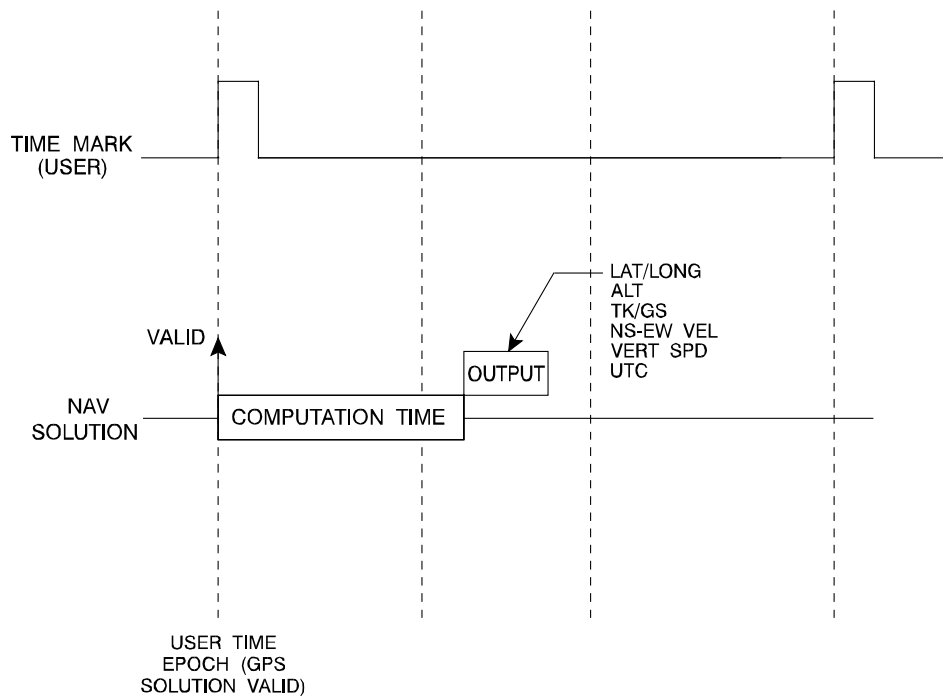 TIME MARK
(USER)
LAT/LONG
ALT
TK/GS
NS-EW VEL
VERT SPD
UTC
VALID
OUTPUT
NAV
SOLUTION
COMPUTATION TIME
USER TIME
EPOCH (GPS
SOLUTION VALID)